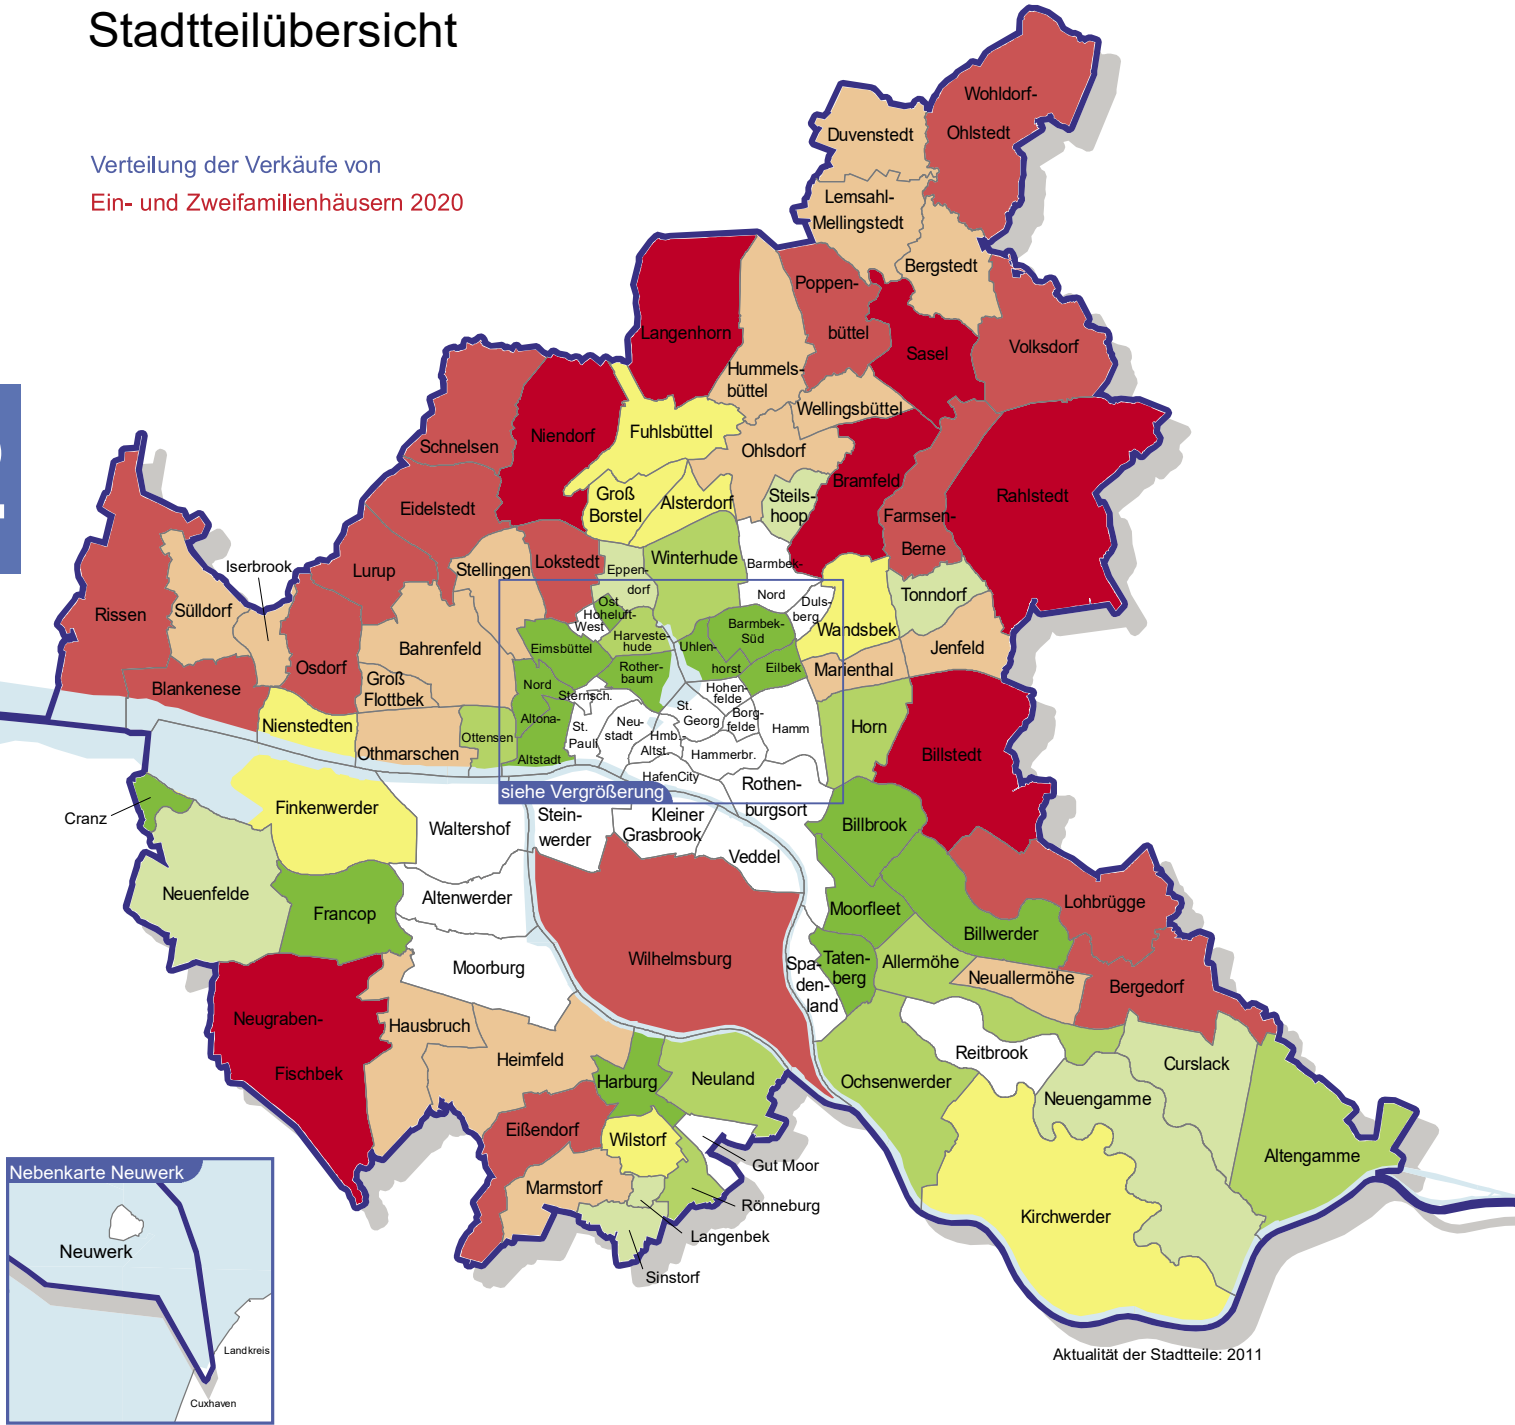 Stadtteilübersicht
Verteilung der Verkäufe von
Ein- und Zweifamilienhäusern 2020
Wohldorf-
Ohlstedt
Duvenstedt
Lemsahl-
Mellingstedt
Bergstedt
Poppen-
büttel
Langenhorn
Sasel
Volksdorf
Hummels-
büttel
Wellingsbüttel
Schnelsen
Niendorf
Fuhlsbüttel
Ohlsdorf
Bramfeld
Rahlstedt
Steils-
hoop
Groß
Borstel
Alsterdorf
Eidelstedt
Farmsen-
Berne
Iserbrook
Lurup
Stellingen
Lokstedt
Eppen-
dorf
Winterhude
Barmbek-
Nord
Duls-
berg
Tonndorf
Rissen
Sülldorf
Ost
Hoheluft-
West
Harveste-
hude
Barmbek-
Süd
Wandsbek
Bahrenfeld
Eimsbüttel
Uhlen-
horst
Eilbek
Jenfeld
Osdorf
Marienthal
Rother-
baum
Blankenese
Groß
Flottbek
Nord
Sternsch.
Hohen-
felde
Altona-
Altstadt
St.
Pauli
Neu-
stadt
St.
Georg
Borg-
felde
Hamm
Horn
Nienstedten
Othmarschen
Ottensen
Hmb.-
Altst.
Hammerbr.
Billstedt
HafenCity
siehe Vergrößerung
Rothen-
burgsort
Cranz
Finkenwerder
Waltershof
Stein-
werder
Kleiner
Grasbrook
Veddel
Billbrook
Neuenfelde
Francop
Altenwerder
Moorfleet
Lohbrügge
Billwerder
Moorburg
Wilhelmsburg
Spa-
den-
land
Taten-
berg
Allermöhe
Neuallermöhe
Bergedorf
Neugraben-
Fischbek
Hausbruch
Heimfeld
Reitbrook
Curslack
Harburg
Neuland
Ochsenwerder
Neuengamme
Eißendorf
Wilstorf
Altengamme
Gut Moor
Marmstorf
Rönneburg
Langenbek
Sinstorf
Kirchwerder
Nebenkarte Neuwerk
Neuwerk
Landkreis
Cuxhaven
Aktualität der Stadtteile: 2011